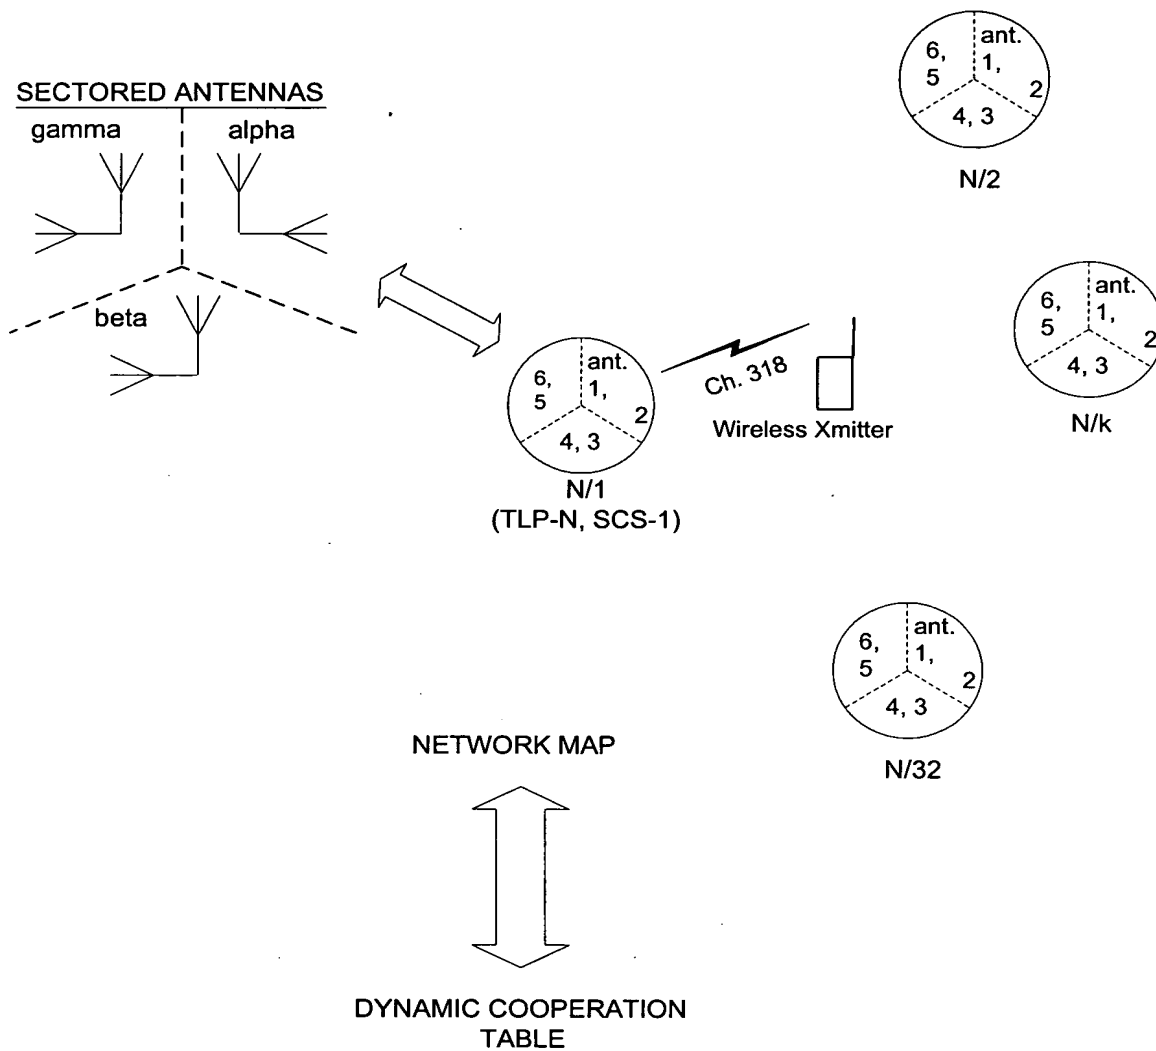 SECTORED ANTENNAS
gamma
alpha
beta
6,
5
ant.
1,
2
4, 3
N/2
6,
5
ant.
1,
2
4, 3
N/k
6,
5
ant.
1,
2
4, 3
N/1
(TLP-N, SCS-1)
Ch. 318
Wireless Xmitter
6,
5
ant.
1,
2
4, 3
N/32
NETWORK MAP
DYNAMIC COOPERATION
TABLE